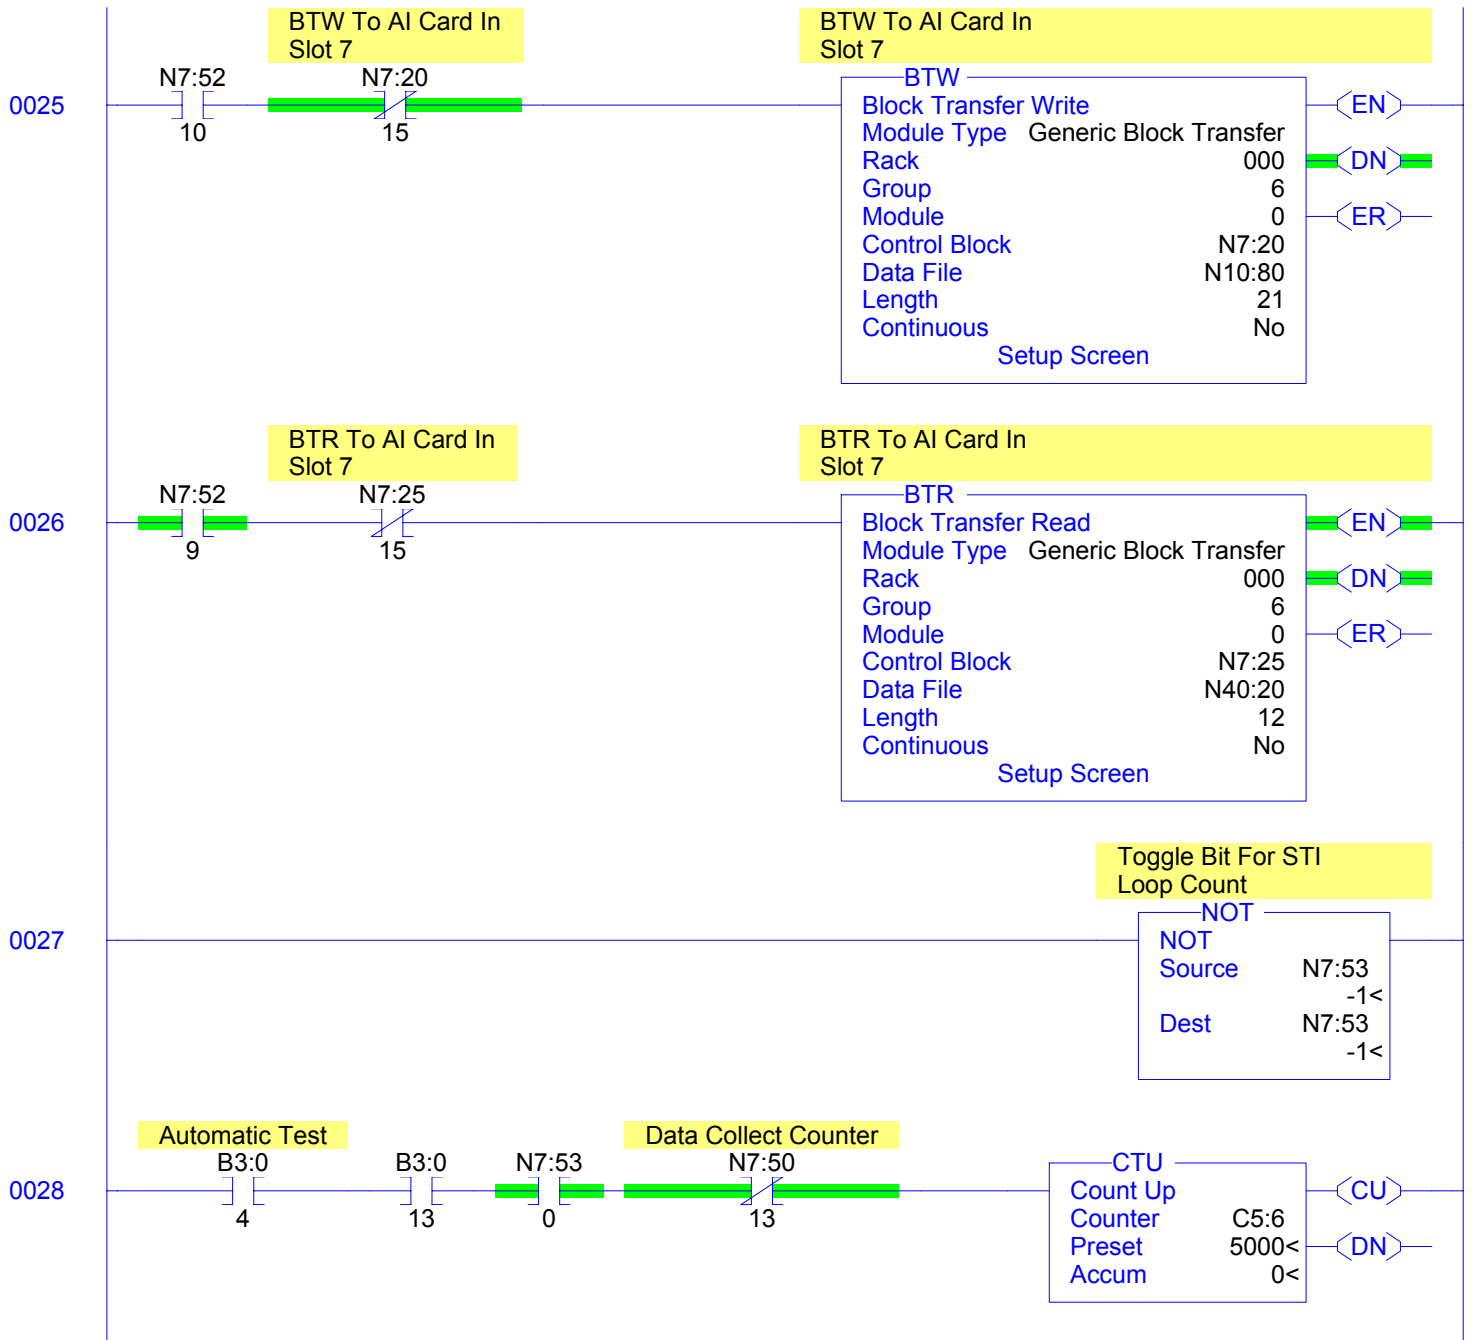 BTW To AI Card In
Slot 7
BTW To AI Card In
Slot 7
0025
N7:52
10
N7:20
15
BTW
Block Transfer Write
Module Type Generic Block Transfer
Rack 000
Group 6
Module 0
Control Block N7:20
Data File N10:80
Length 21
Continuous No
Setup Screen
EN
DN
ER
BTR To AI Card In
Slot 7
BTR To AI Card In
Slot 7
0026
N7:52
9
N7:25
15
BTR
Block Transfer Read
Module Type Generic Block Transfer
Rack 000
Group 6
Module 0
Control Block N7:25
Data File N40:20
Length 12
Continuous No
Setup Screen
EN
DN
ER
Toggle Bit For STI
Loop Count
0027
NOT
NOT
Source N7:53
-1<
Dest N7:53
-1<
Automatic Test
Data Collect Counter
0028
B3:0
4
B3:0
13
N7:53
0
N7:50
13
CTU
Count Up
Counter C5:6
Preset 5000<
Accum 0<
CU
DN